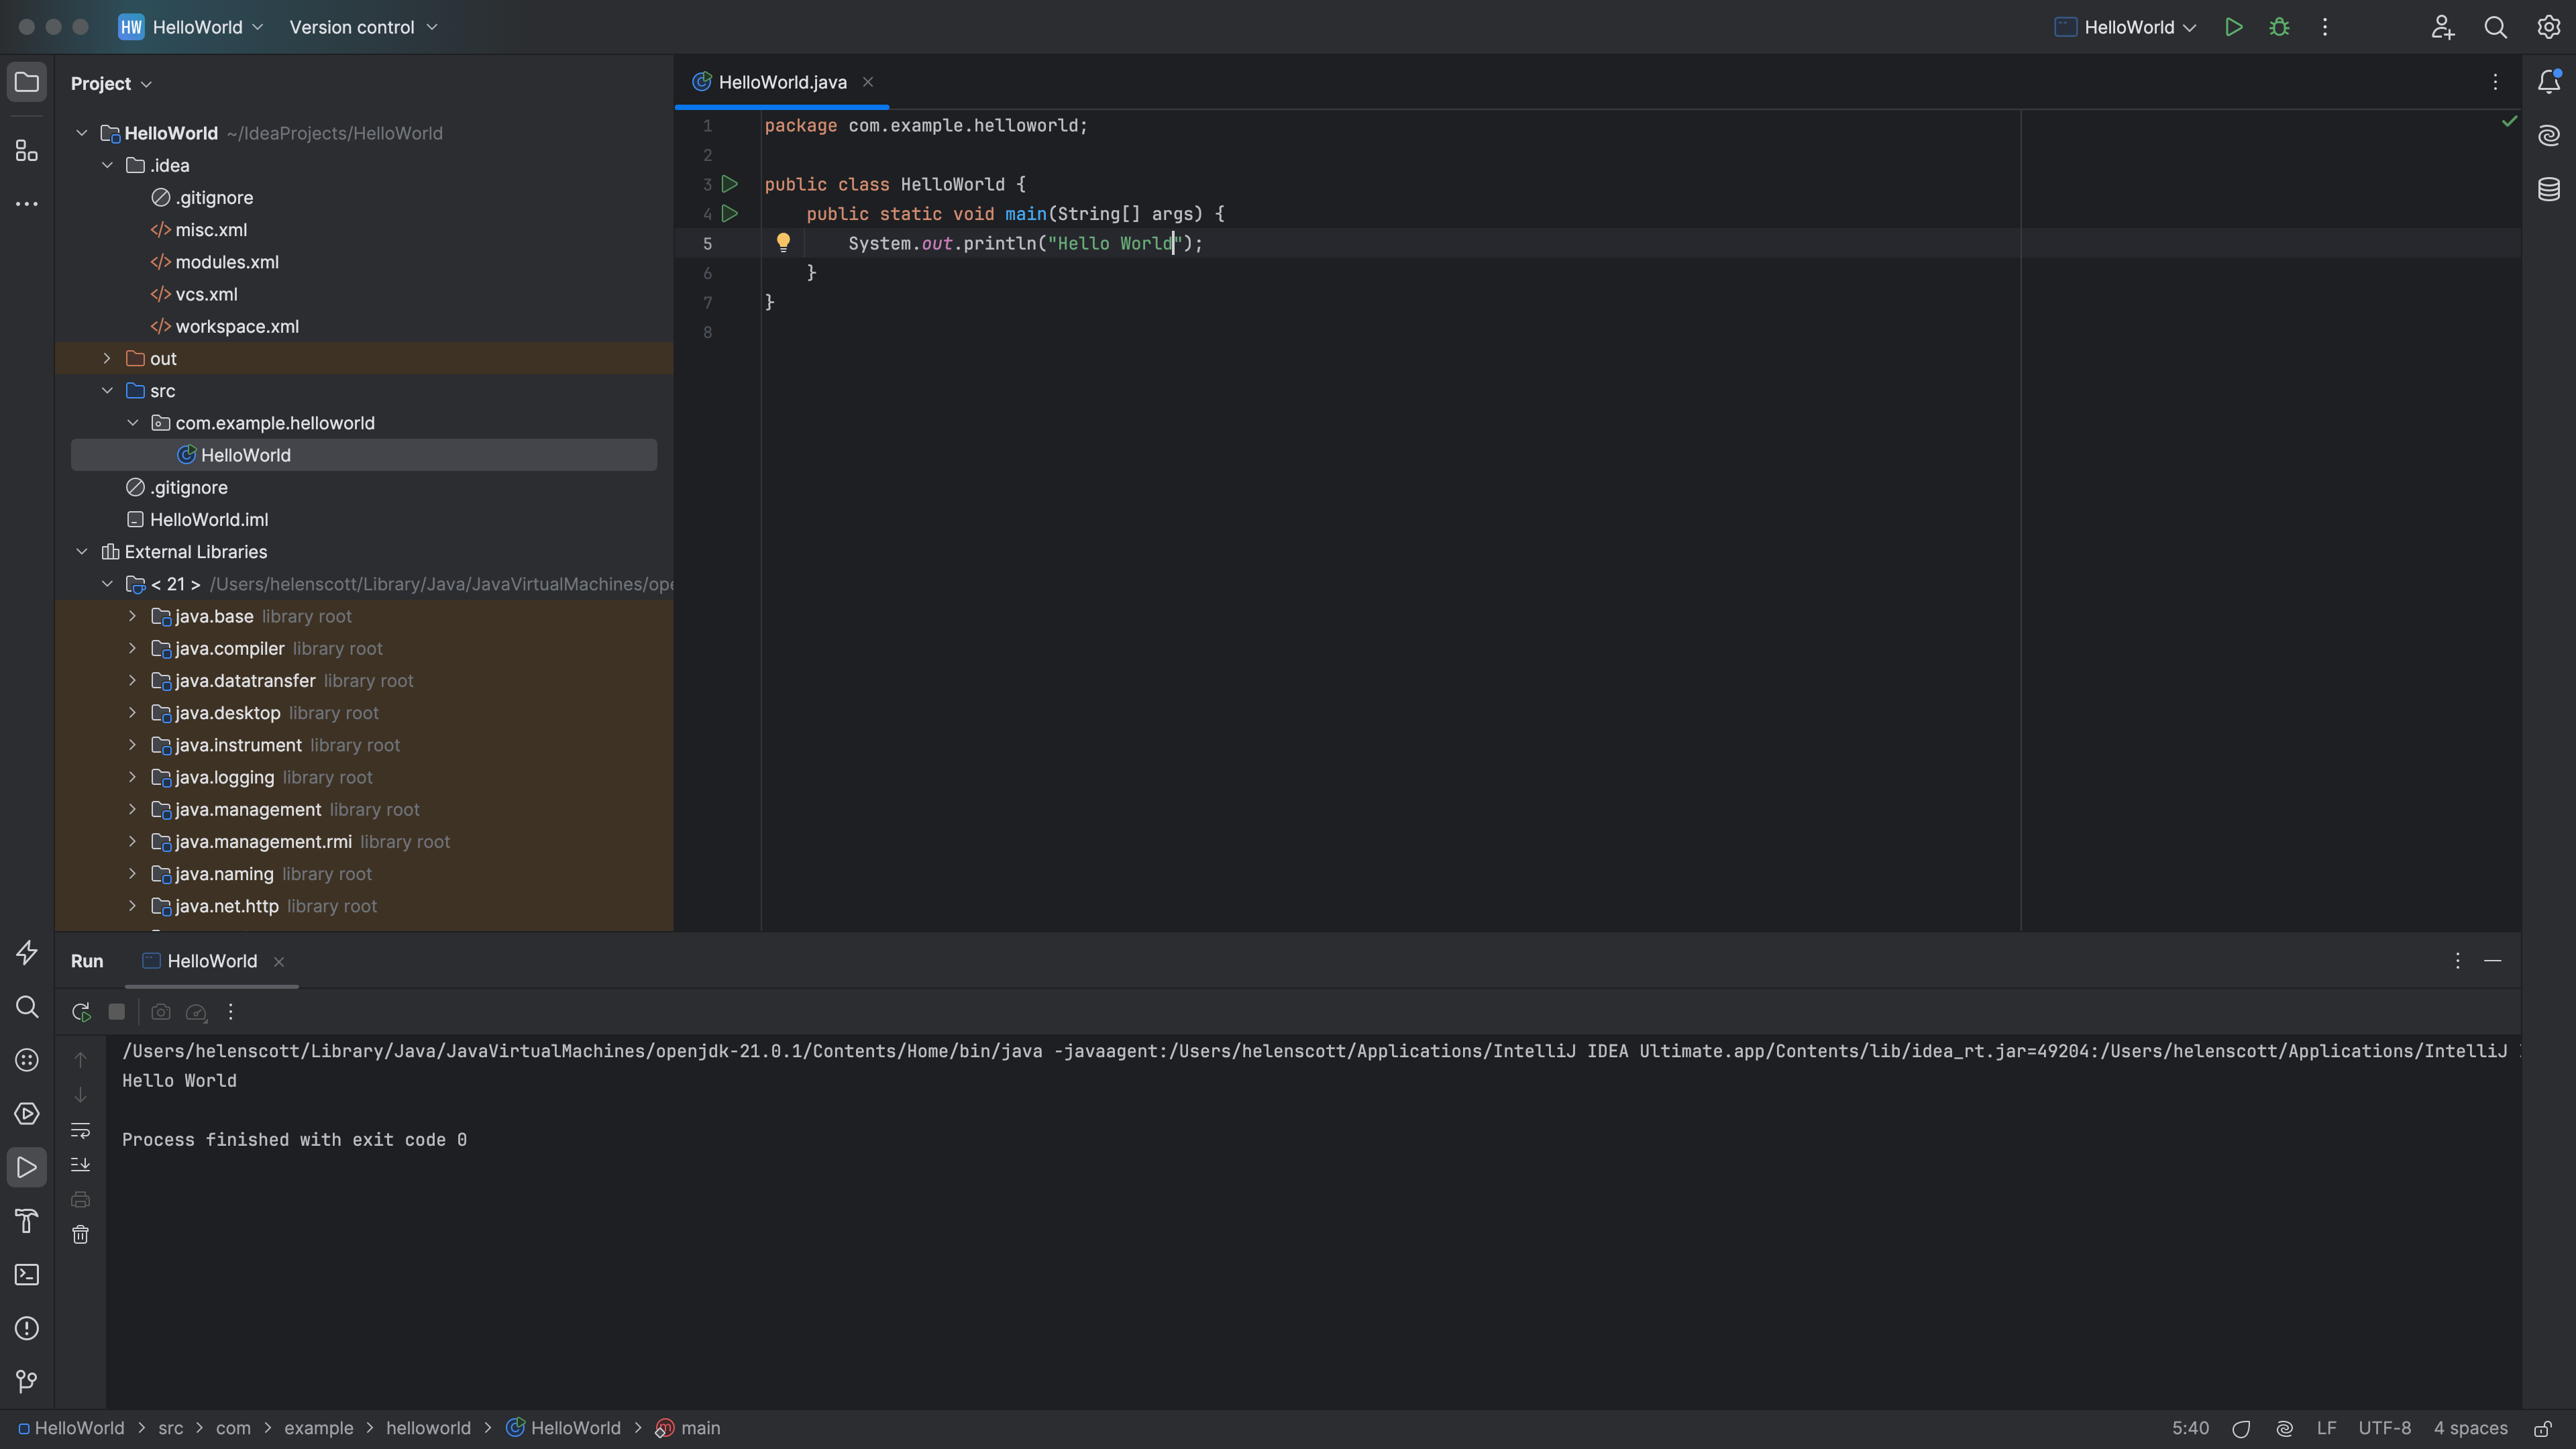 HW HelloWorld Version control HelloWorld
Project
HelloWorld ~/IdeaProjects/HelloWorld
.idea
.gitignore
misc.xml
modules.xml
vcs.xml
workspace.xml
out
src
com.example.helloworld
HelloWorld
.gitignore
HelloWorld.iml
External Libraries
< 21 > /Users/helenscott/Library/Java/JavaVirtualMachines/ope
java.base library root
java.compiler library root
java.datatransfer library root
java.desktop library root
java.instrument library root
java.logging library root
java.management library root
java.management.rmi library root
java.naming library root
java.net.http library root
HelloWorld.java
1 package com.example.helloworld;
2
3 public class HelloWorld {
4 public static void main(String[] args) {
5 System.out.println("Hello World");
6 }
7 }
8
Run HelloWorld
/Users/helenscott/Library/Java/JavaVirtualMachines/openjdk-21.0.1/Contents/Home/bin/java -javaagent:/Users/helenscott/Applications/IntelliJ IDEA Ultimate.app/Contents/lib/idea_rt.jar=49204:/Users/helenscott/Applications/IntelliJ
Hello World
Process finished with exit code 0
HelloWorld > src > com > example > helloworld > HelloWorld > main 5:40 LF UTF-8 4 spaces